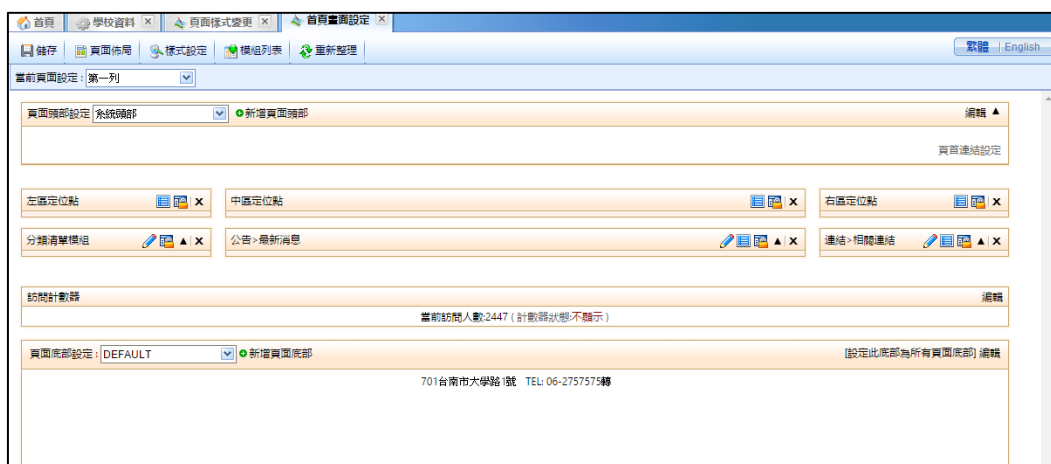 首頁 學校資料 頁面樣式變更 首頁畫面設定
儲存 頁面佈局 樣式設定 模組列表 重新整理 繁體 | English
當前頁面設定 : 第一列
頁面頭部設定 系統頭部 新增頁面頭部 編輯 ▲
頁首連結設定
左區定位點 中區定位點 右區定位點
分類清單模組 公告>最新消息 連結>相關連結
訪問計數器 編輯
當前訪問人數:2447 ( 計數器狀態:不顯示 )
頁面底部設定 : DEFAULT 新增頁面底部 [設定此底部為所有頁面底部] 編輯
701台南市大學路1號 TEL: 06-2757575轉